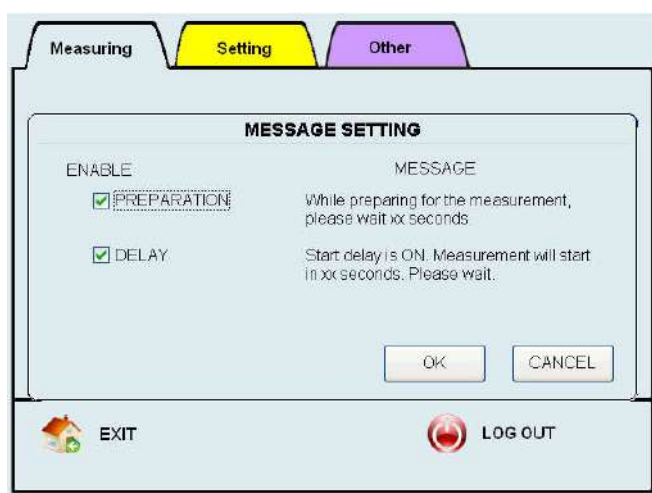 Measuring
Setting
Other
MESSAGE SETTING
ENABLE
MESSAGE
PREPARATION
While preparing for the measurement,
please wait xx seconds
DELAY
Start delay is ON. Measurement will start
in xx seconds. Please wait.
OK
CANCEL
EXIT
LOG OUT